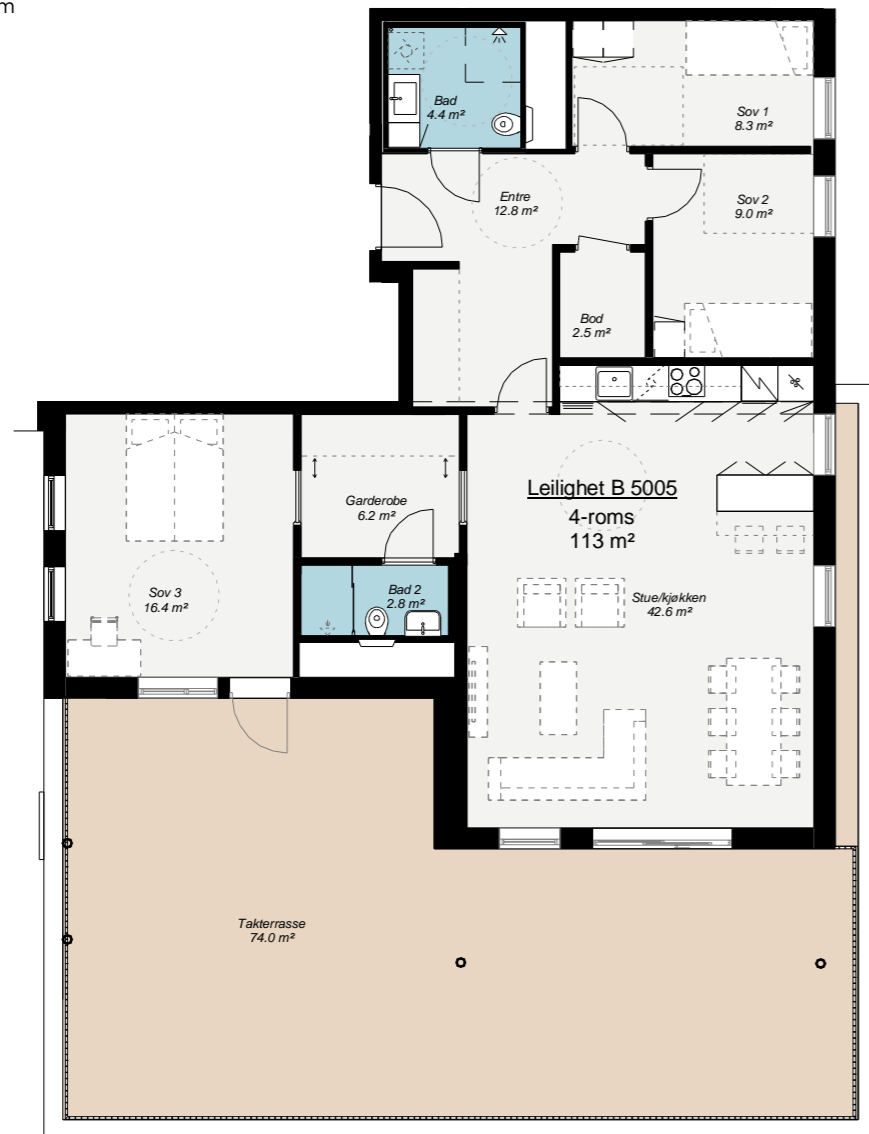 m
Bad
4.4 m²
Sov 1
8.3 m²
Entre
12.8 m²
Sov 2
9.0 m²
Bod
2.5 m²
Leilighet B 5005
4-roms
113 m²
Garderobe
6.2 m²
Sov 3
16.4 m²
Bad 2
2.8 m²
Stue/kjøkken
42.6 m²
Takterrasse
74.0 m²